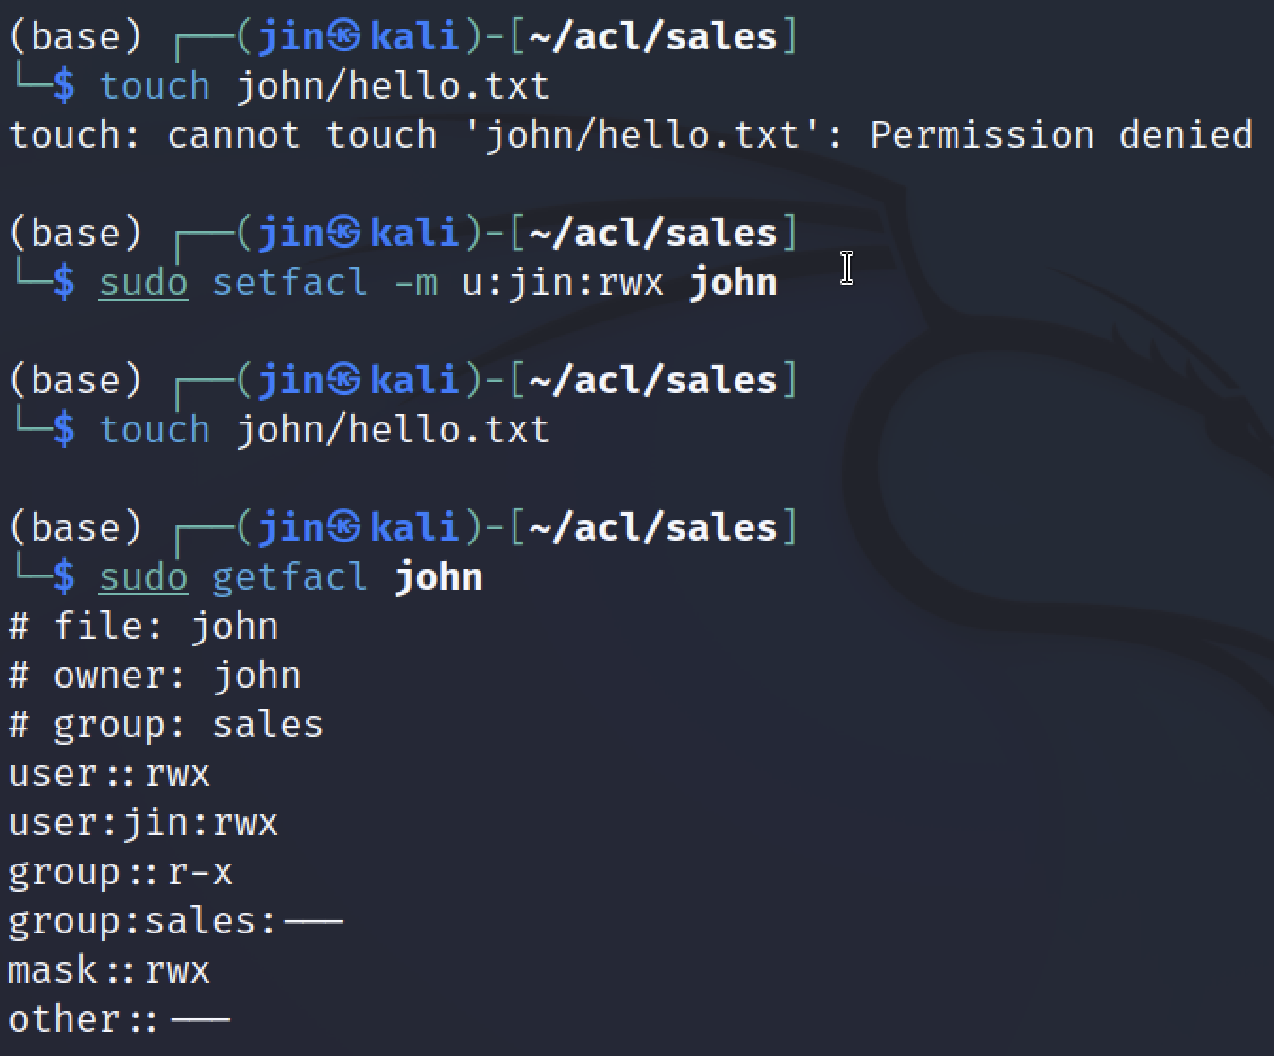 (base) ┌──(jin㉿kali)-[~/acl/sales]
└─$ touch john/hello.txt
touch: cannot touch 'john/hello.txt': Permission denied
(base) ┌──(jin㉿kali)-[~/acl/sales]
└─$ sudo setfacl -m u:jin:rwx john
(base) ┌──(jin㉿kali)-[~/acl/sales]
└─$ touch john/hello.txt
(base) ┌──(jin㉿kali)-[~/acl/sales]
└─$ sudo getfacl john
# file: john
# owner: john
# group: sales
user::rwx
user:jin:rwx
group::r-x
group:sales:---
mask::rwx
other::---